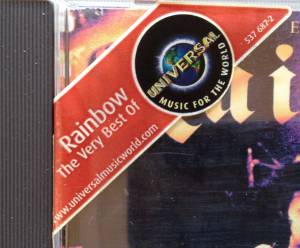 Rainbow
The Very Best Of
www.universalmusicworld.com
UNIVERSAL
MUSIC FOR THE WORLD
537 687-2